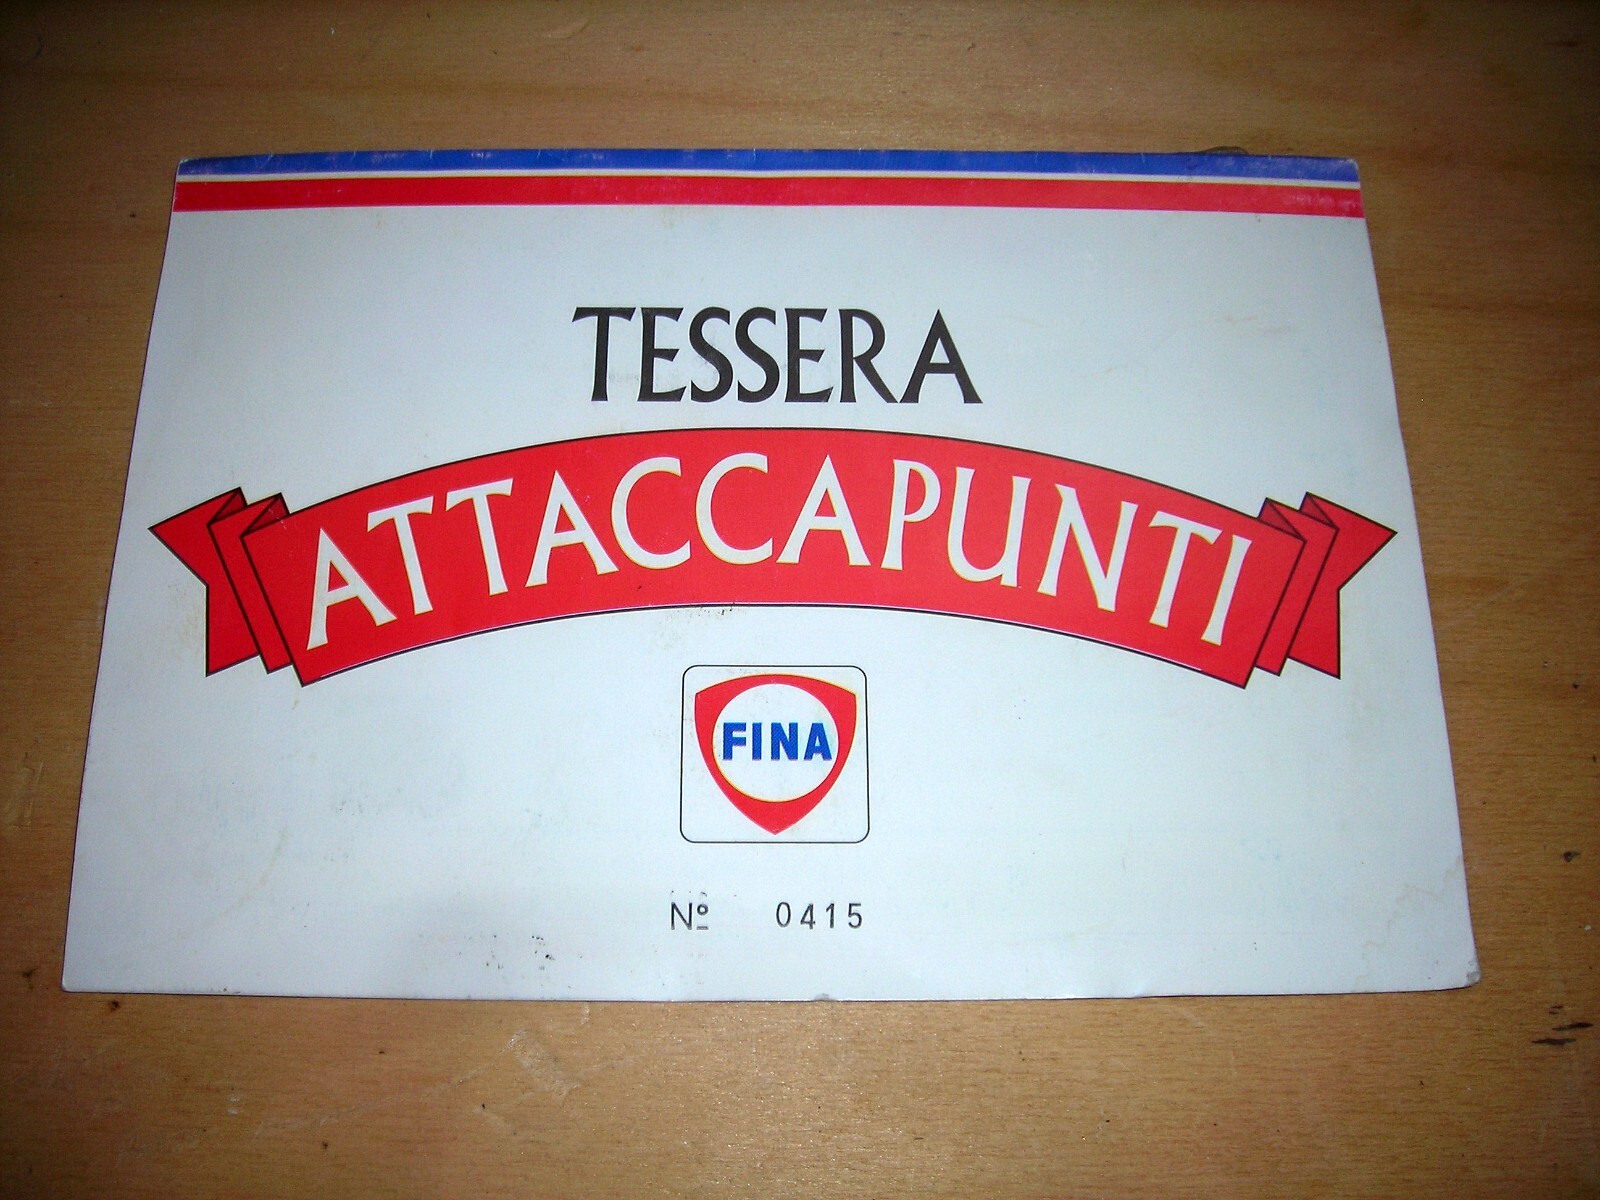 TESSERA
ATTACCAPUNTI
FINA
Nº 0415